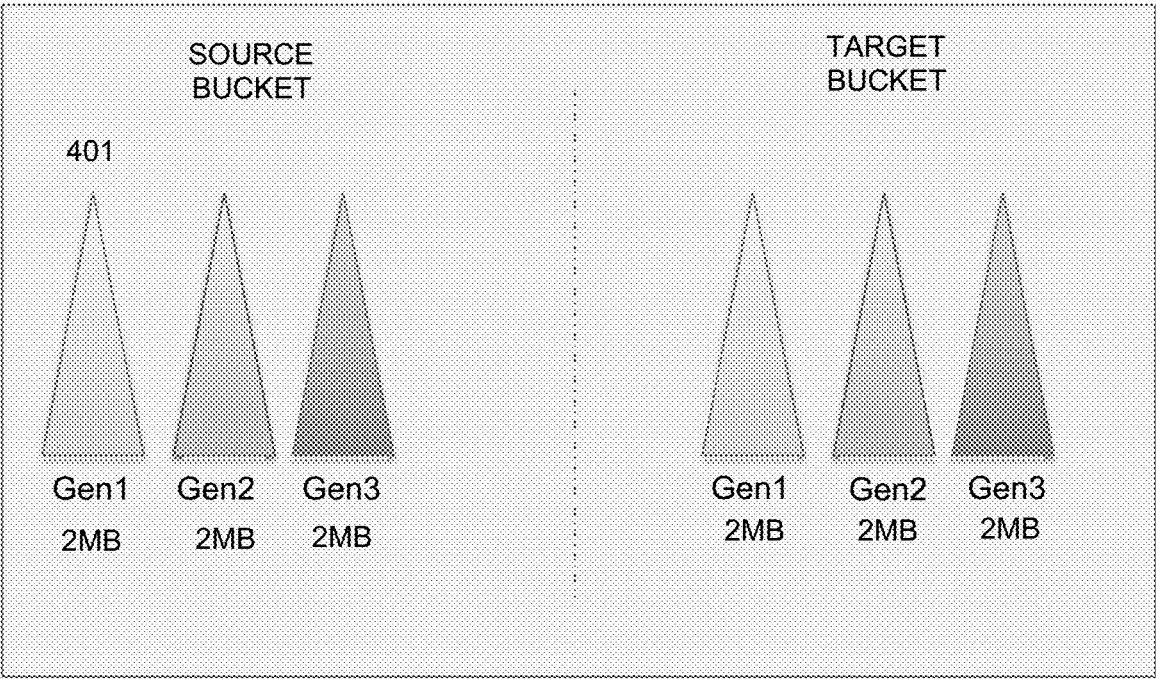 SOURCE
BUCKET
TARGET
BUCKET
401
Gen1 Gen2 Gen3
2MB 2MB 2MB
Gen1 Gen2 Gen3
2MB 2MB 2MB